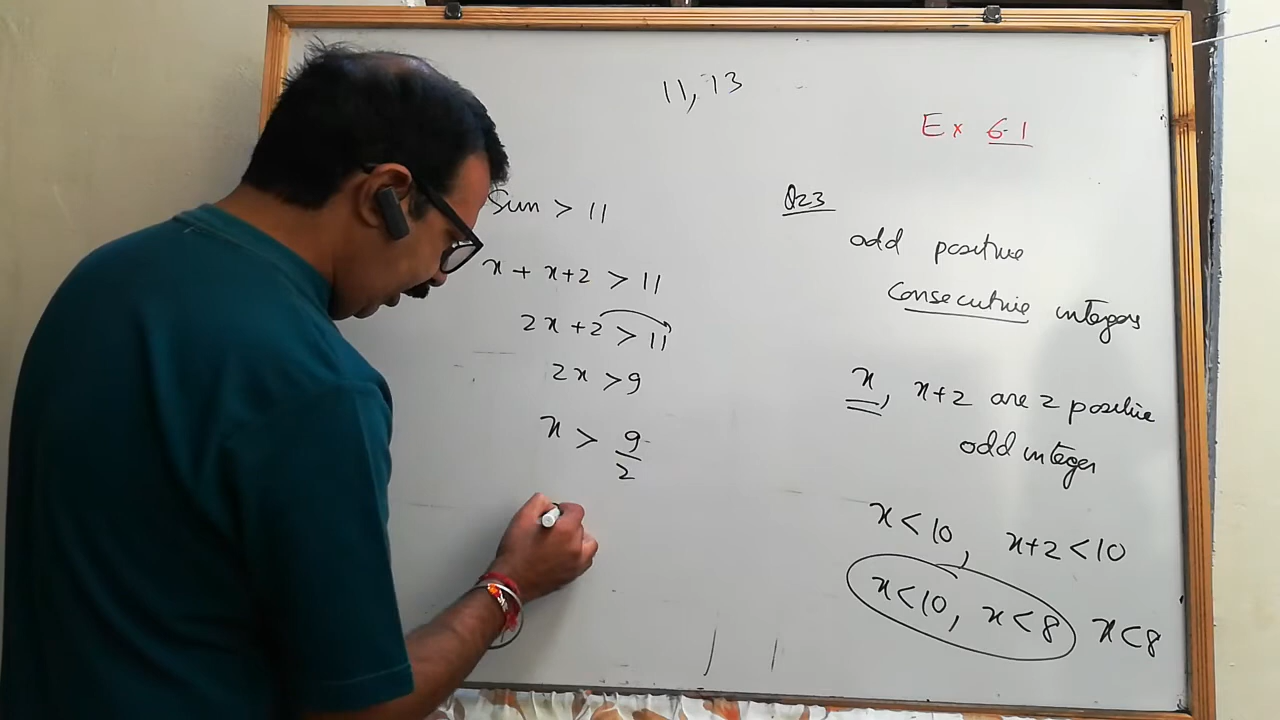 11, 13
Ex 6.1
Sum > 11
x + x+2 > 11
2x +2 > 11
2x > 9
x > 9/2
Q23
odd positive
consecutive integers
x, x+2 are 2 positive
odd integer
x < 10, x+2 < 10
x < 10, x < 8 x < 8